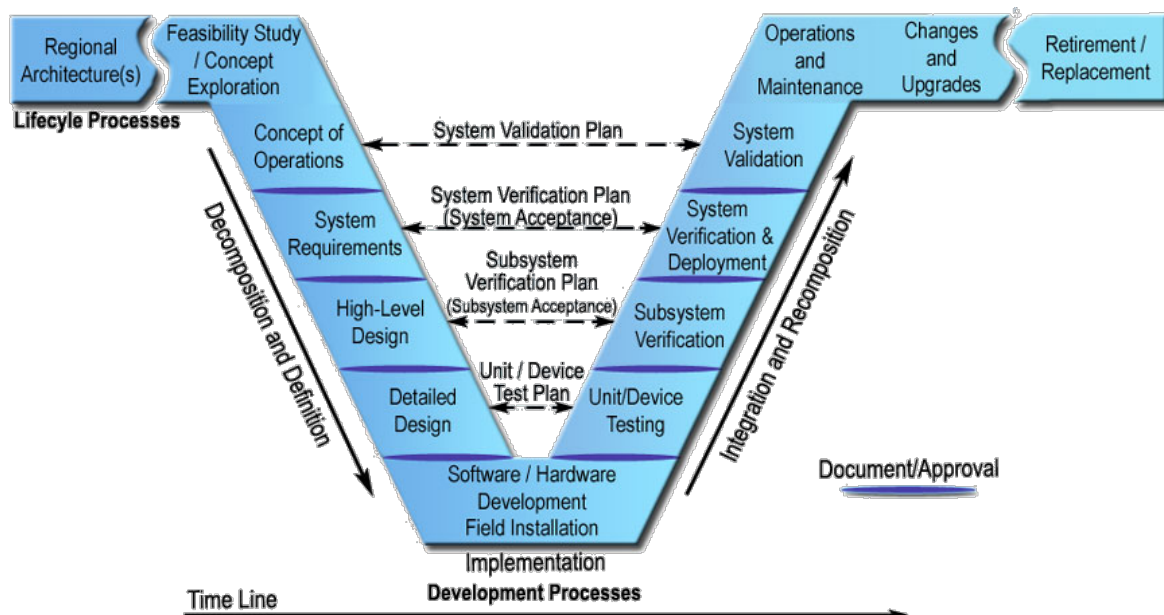 Regional
Architecture(s)
Feasibility Study
/ Concept
Exploration
Operations
and
Maintenance
Changes
and
Upgrades
Retirement /
Replacement
Lifecyle Processes
Concept of
Operations
System Validation Plan
System
Validation
System Verification Plan
(System Acceptance)
System
Requirements
System
Verification &
Deployment
Subsystem
Verification Plan
(Subsystem Acceptance)
High-Level
Design
Subsystem
Verification
Unit / Device
Test Plan
Detailed
Design
Unit/Device
Testing
Decomposition and Definition
Integration and Recomposition
Software / Hardware
Development
Field Installation
Document/Approval
Implementation
Development Processes
Time Line